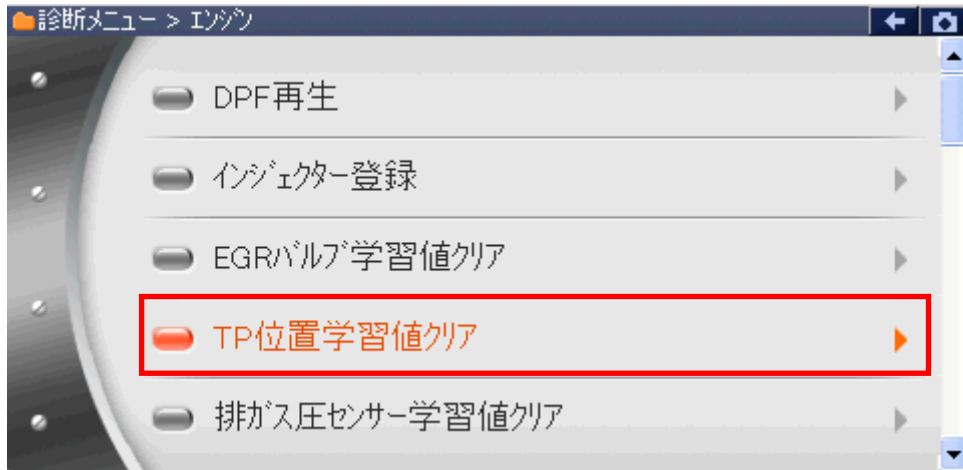 診断メニュー > エンジン
DPF再生
インジェクター登録
EGRバルブ学習値クリア
TP位置学習値クリア
排ガス圧センサー学習値クリア